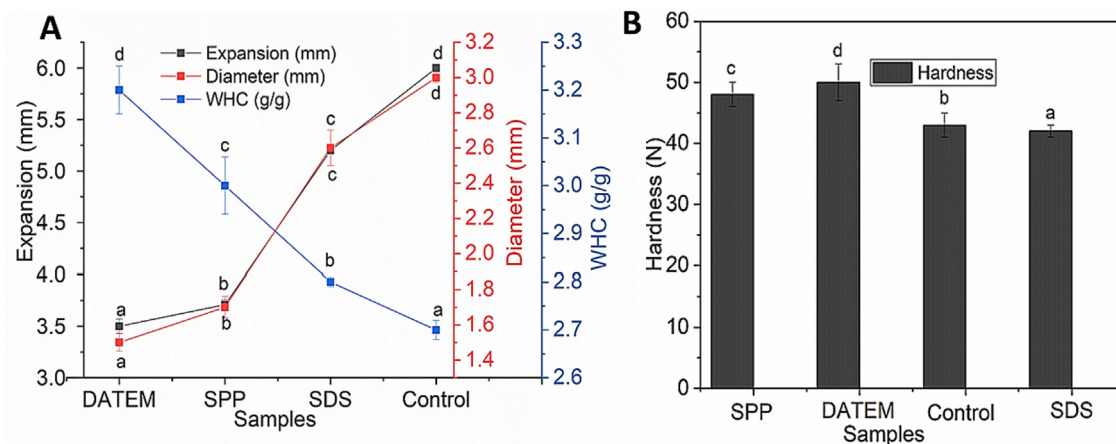 A
Expansion (mm)
Diameter (mm)
WHC (g/g)
Expansion (mm)
6.0
5.5
5.0
4.5
4.0
3.5
3.0
d
c
b
a
a
b
c
d
a
b
c
DATEM SPP SDS Control
Samples
3.2
3.0
2.8
2.6
2.4
2.2
2.0
1.8
1.6
1.4
Diameter (mm)
3.3
3.2
3.1
3.0
2.9
2.8
2.7
2.6
WHC (g/g)
B
Hardness
Hardness (N)
60
50
40
30
20
10
0
c
d
b
a
SPP DATEM Control SDS
Samples